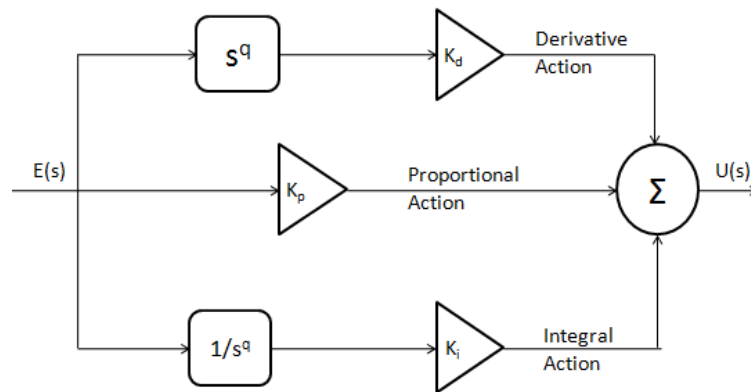 s^q
K_d
Derivative
Action
E(s)
K_p
Proportional
Action
Σ
U(s)
1/s^q
K_i
Integral
Action